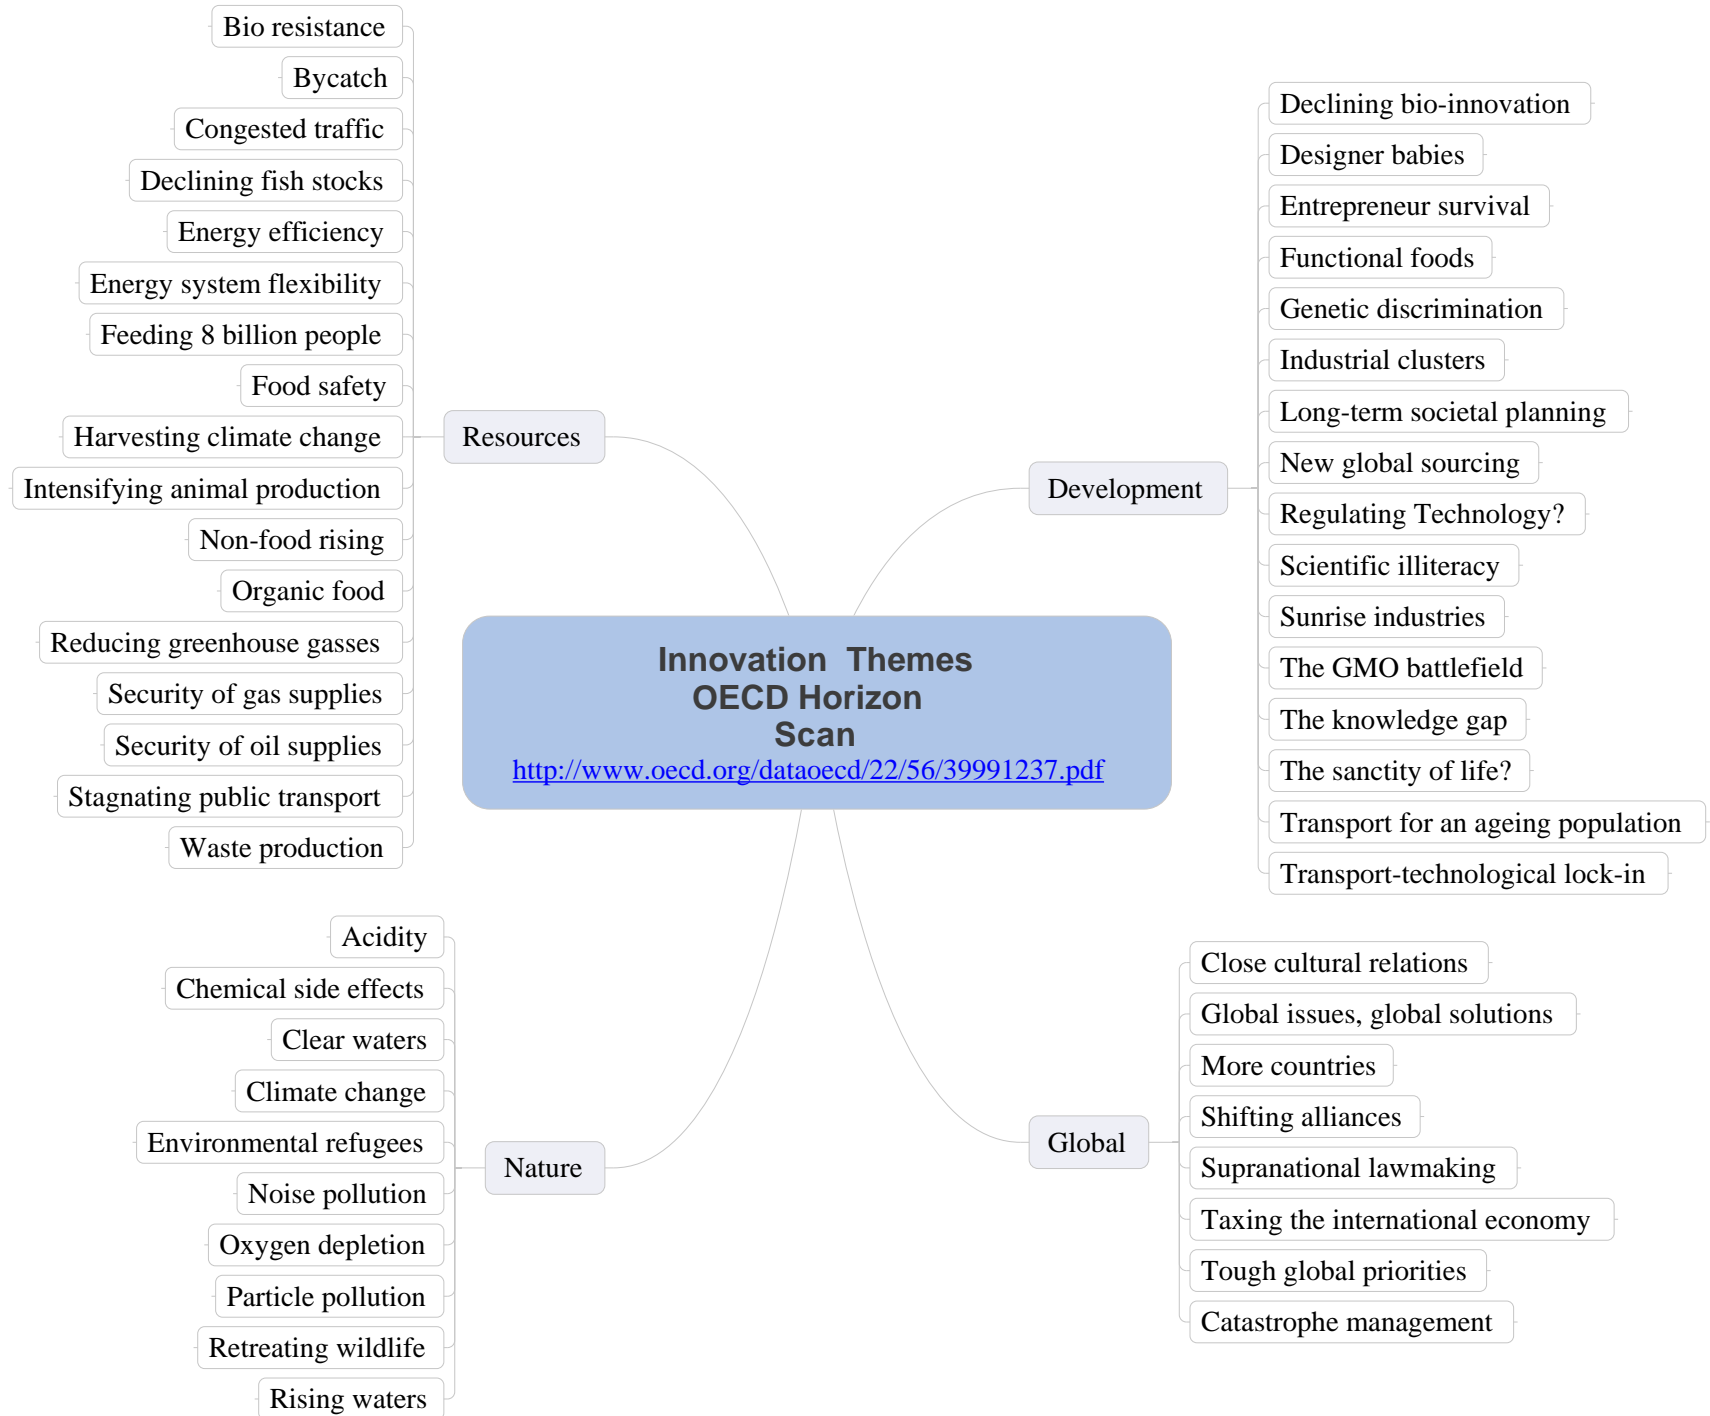 Innovation  Themes
OECD Horizon
Scan
http://www.oecd.org/dataoecd/22/56/39991237.pdf
Resources
Bio resistance
Bycatch
Congested traffic
Declining fish stocks
Energy efficiency
Energy system flexibility
Feeding 8 billion people
Food safety
Harvesting climate change
Intensifying animal production
Non-food rising
Organic food
Reducing greenhouse gasses
Security of gas supplies
Security of oil supplies
Stagnating public transport
Waste production
Nature
Acidity
Chemical side effects
Clear waters
Climate change
Environmental refugees
Noise pollution
Oxygen depletion
Particle pollution
Retreating wildlife
Rising waters
Development
Declining bio-innovation
Designer babies
Entrepreneur survival
Functional foods
Genetic discrimination
Industrial clusters
Long-term societal planning
New global sourcing
Regulating Technology?
Scientific illiteracy
Sunrise industries
The GMO battlefield
The knowledge gap
The sanctity of life?
Transport for an ageing population
Transport-technological lock-in
Global
Close cultural relations
Global issues, global solutions
More countries
Shifting alliances
Supranational lawmaking
Taxing the international economy
Tough global priorities
Catastrophe management